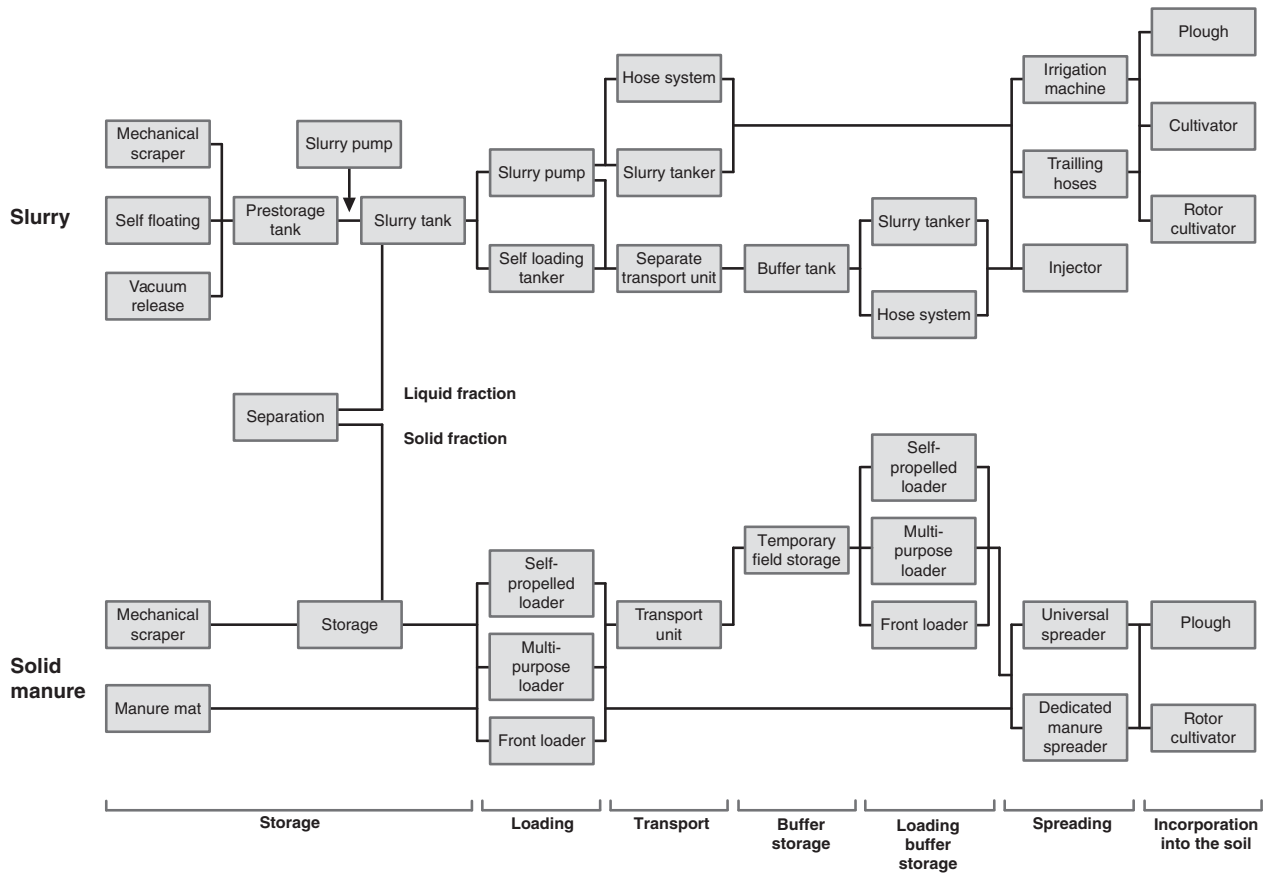 Slurry
Mechanical
scraper
Self floating
Vacuum
release
Slurry pump
Prestorage
tank
Slurry tank
Slurry pump
Self loading
tanker
Hose system
Slurry tanker
Separate
transport unit
Buffer tank
Slurry tanker
Hose system
Irrigation
machine
Trailling
hoses
Injector
Plough
Cultivator
Rotor
cultivator
Separation
Liquid fraction
Solid fraction
Solid
manure
Mechanical
scraper
Manure mat
Storage
Self-
propelled
loader
Multi-
purpose
loader
Front loader
Transport
unit
Temporary
field storage
Self-
propelled
loader
Multi-
purpose
loader
Front loader
Universal
spreader
Dedicated
manure
spreader
Plough
Rotor
cultivator
Storage
Loading
Transport
Buffer
storage
Loading
buffer
storage
Spreading
Incorporation
into the soil